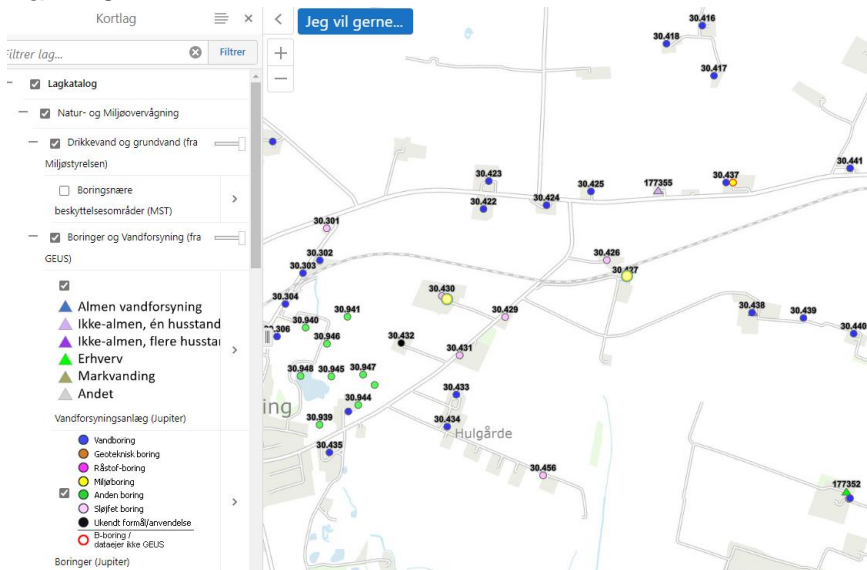 Kortlag
Filtrer lag...
Filtrer
Lagkatalog
Natur- og Miljøovervågning
Drikkevand og grundvand (fra
Miljøstyrelsen)
Boringsnære
beskyttelsesområder (MST)
Boringer og Vandforsyning (fra
GEUS)
Almen vandforsyning
Ikke-almen, én husstand
Ikke-almen, flere husstar
Erhverv
Markvanding
Andet
Vandforsyningsanlæg (Jupiter)
Vandboring
Geoteknisk boring
Råstof-boring
Miljøboring
Anden boring
Sløjfet boring
Ukendt formål/anvendelse
B-boring /
dataejer ikke GEUS
Boringer (Jupiter)
Jeg vil gerne...
30.416
30.418
30.417
30.441
30.423
30.437
177355
30.425
30.424
30.422
30.301
30.302
30.303
30.426
30.427
30.430
30.304
30.941
30.429
30.438
30.439
30.940
30.306
30.440
30.946
30.432
30.431
30.948
30.945
30.947
30.433
30.944
ing
30.939
30.434
Hulgårde
30.435
30.456
177352